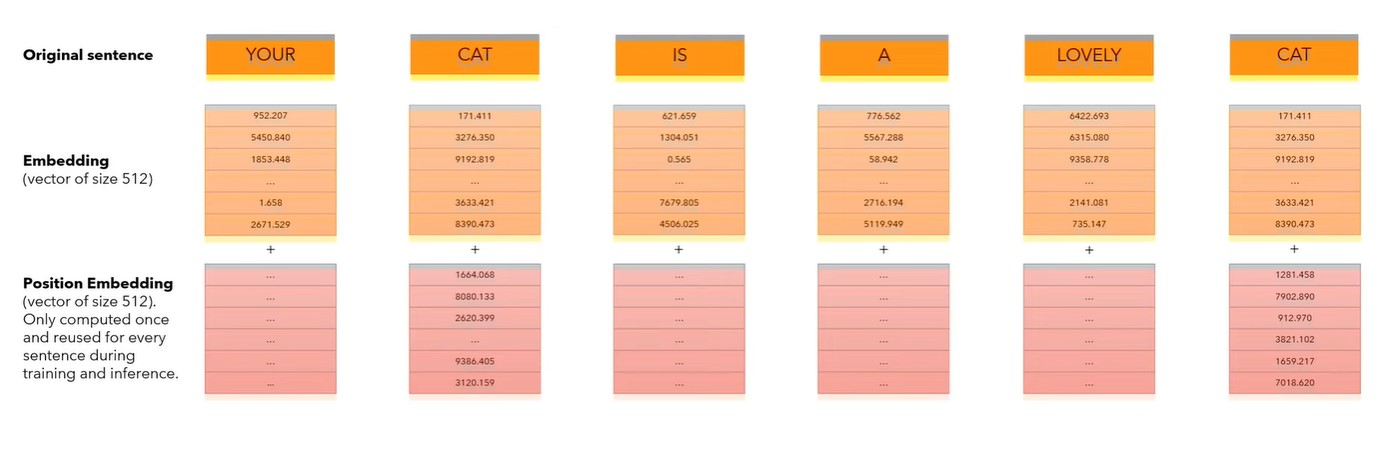 Original sentence
YOUR CAT IS A LOVELY CAT
952.207 171.411 621.659 776.562 6422.693 171.411
5450.840 3276.350 1304.051 5567.288 6315.080 3276.350
Embedding
(vector of size 512)
1853.448 9192.819 0.565 58.942 9358.778 9192.819
... ... ... ... ... ...
1.658 3633.421 7679.805 2716.194 2141.081 3633.421
2671.529 8390.473 4506.025 5119.949 735.147 8390.473
+ + + + + +
Position Embedding
(vector of size 512).
Only computed once
and reused for every
sentence during
training and inference.
... 1664.068 ... ... ... 1281.458
... 8080.133 ... ... ... 7902.890
... 2620.399 ... ... ... 912.970
... ... ... ... ... 3821.102
... 9386.405 ... ... ... 1659.217
... 3120.159 ... ... ... 7018.620